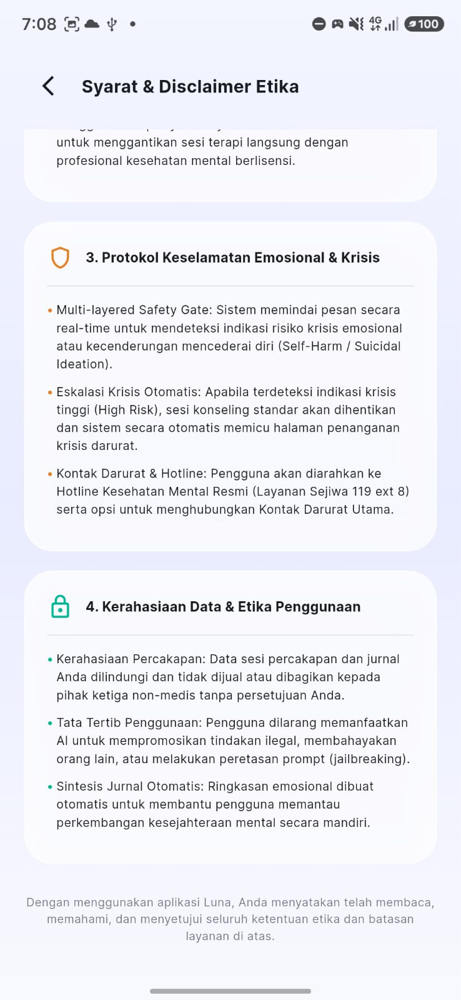 7:08
4G
100
Syarat & Disclaimer Etika
untuk menggantikan sesi terapi langsung dengan
profesional kesehatan mental berlisensi.
3. Protokol Keselamatan Emosional & Krisis
• Multi-layered Safety Gate: Sistem memindai pesan secara
real-time untuk mendeteksi indikasi risiko krisis emosional
atau kecenderungan mencederai diri (Self-Harm / Suicidal
Ideation).
• Eskalasi Krisis Otomatis: Apabila terdeteksi indikasi krisis
tinggi (High Risk), sesi konseling standar akan dihentikan
dan sistem secara otomatis memicu halaman penanganan
krisis darurat.
• Kontak Darurat & Hotline: Pengguna akan diarahkan ke
Hotline Kesehatan Mental Resmi (Layanan Sejiwa 119 ext 8)
serta opsi untuk menghubungkan Kontak Darurat Utama.
4. Kerahasiaan Data & Etika Penggunaan
• Kerahasiaan Percakapan: Data sesi percakapan dan jurnal
Anda dilindungi dan tidak dijual atau dibagikan kepada
pihak ketiga non-medis tanpa persetujuan Anda.
• Tata Tertib Penggunaan: Pengguna dilarang memanfaatkan
AI untuk mempromosikan tindakan ilegal, membahayakan
orang lain, atau melakukan peretasan prompt (jailbreaking).
• Sintesis Jurnal Otomatis: Ringkasan emosional dibuat
otomatis untuk membantu pengguna memantau
perkembangan kesejahteraan mental secara mandiri.
Dengan menggunakan aplikasi Luna, Anda menyatakan telah membaca,
memahami, dan menyetujui seluruh ketentuan etika dan batasan
layanan di atas.